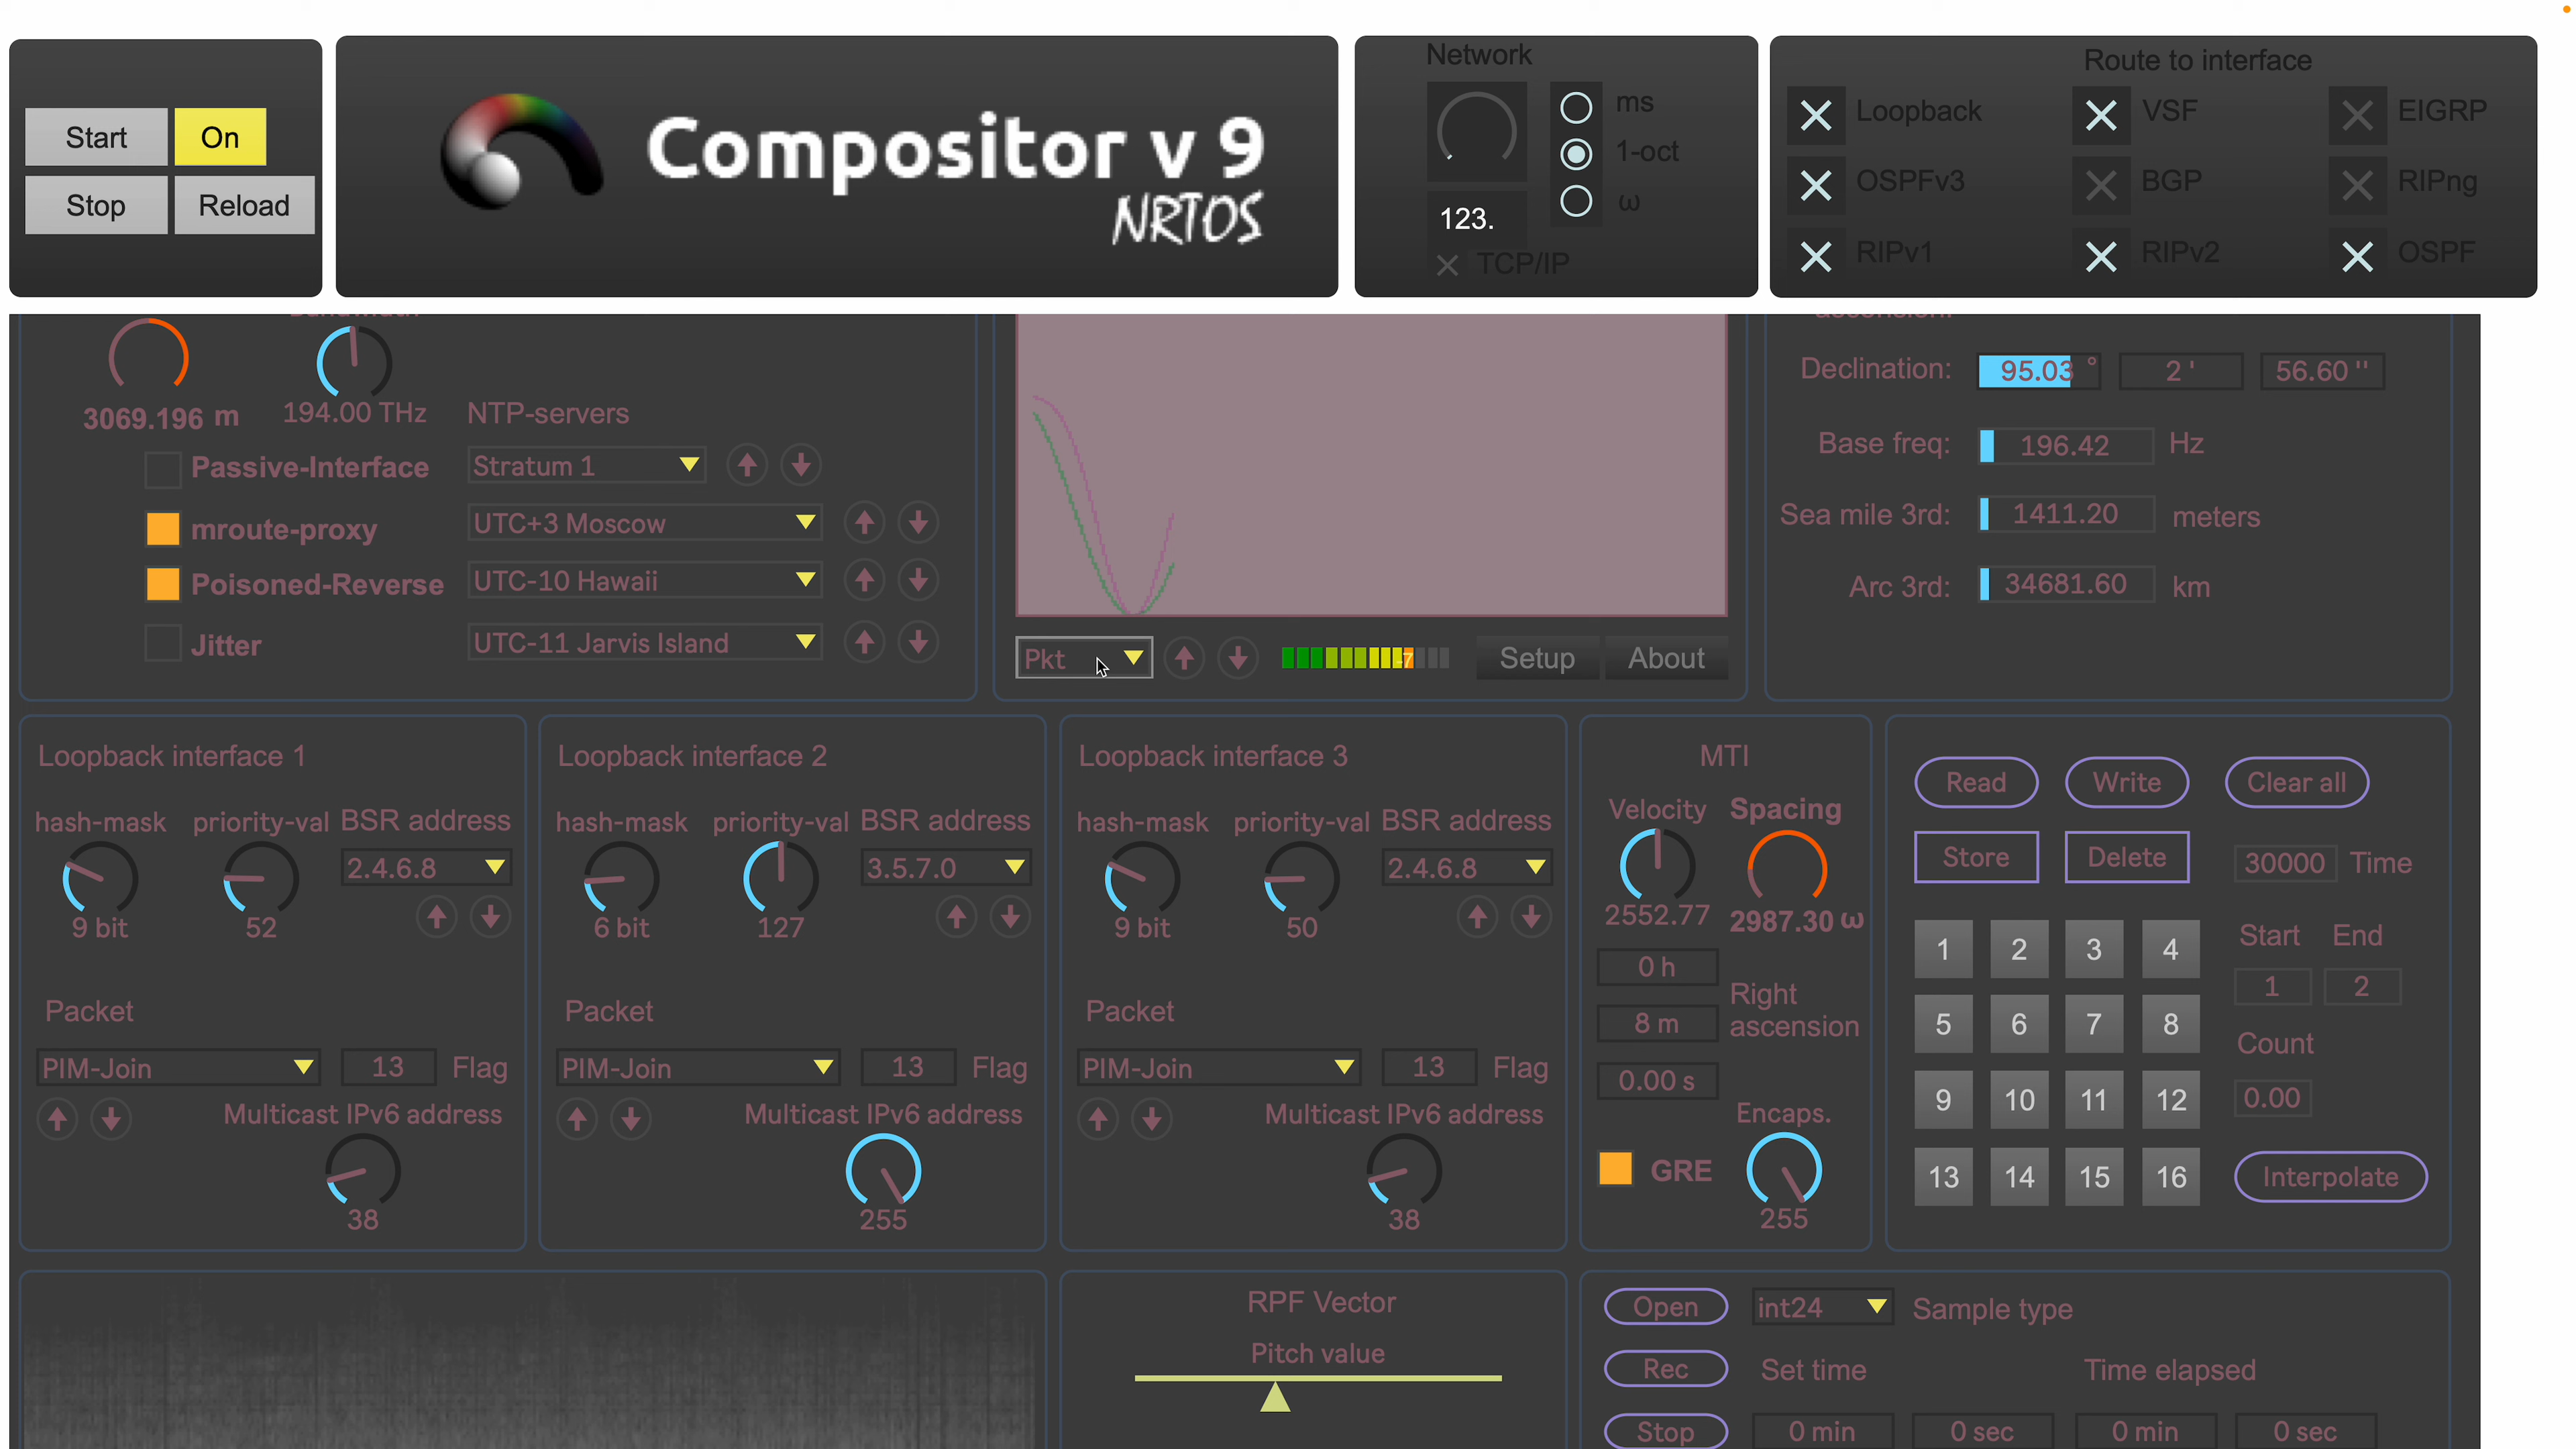 Start On
Stop Reload
Compositor v 9
NRTOS
Network
ms
1-oct
ω
123.
TCP/IP
Route to interface
Loopback VSF EIGRP
OSPFv3 BGP RIPng
RIPv1 RIPv2 OSPF
3069.196 m
194.00 THz
NTP-servers
Passive-Interface
Stratum 1
mroute-proxy
UTC+3 Moscow
Poisoned-Reverse
UTC-10 Hawaii
Jitter
UTC-11 Jarvis Island
Pkt
-7
Setup
About
Declination: 95.03 ° 2 ' 56.60 ''
Base freq: 196.42 Hz
Sea mile 3rd: 1411.20 meters
Arc 3rd: 34681.60 km
Loopback interface 1
hash-mask priority-val BSR address
2.4.6.8
9 bit 52
Packet
PIM-Join 13 Flag
Multicast IPv6 address
38
Loopback interface 2
hash-mask priority-val BSR address
3.5.7.0
6 bit 127
Packet
PIM-Join 13 Flag
Multicast IPv6 address
255
Loopback interface 3
hash-mask priority-val BSR address
2.4.6.8
9 bit 50
Packet
PIM-Join 13 Flag
Multicast IPv6 address
38
MTI
Velocity Spacing
2552.77 2987.30 ω
0 h
8 m
0.00 s
Right
ascension
Encaps.
GRE
255
Read Write Clear all
Store Delete 30000 Time
1 2 3 4
5 6 7 8
9 10 11 12
13 14 15 16
Start End
1 2
Count
0.00
Interpolate
RPF Vector
Pitch value
Open int24 Sample type
Rec Set time Time elapsed
Stop 0 min 0 sec 0 min 0 sec